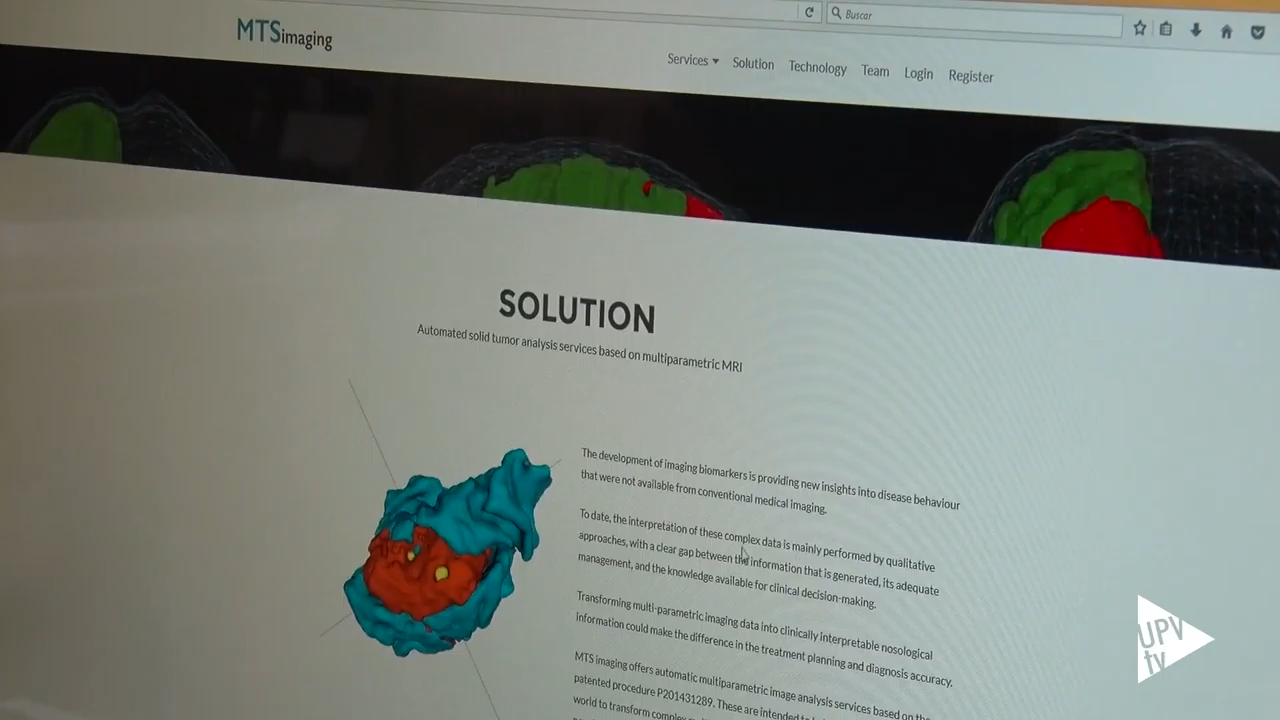 Buscar
MTSimaging
Services Solution Technology Team Login Register
SOLUTION
Automated solid tumor analysis services based on multiparametric MRI
The development of imaging biomarkers is providing new insights into disease behaviour
that were not available from conventional medical imaging.
To date, the interpretation of these complex data is mainly performed by qualitative
approaches, with a clear gap between the information that is generated, its adequate
management, and the knowledge available for clinical decision-making.
Transforming multi-parametric imaging data into clinically interpretable nosological
information could make the difference in the treatment planning and diagnosis accuracy.
MTS imaging offers automatic multiparametric image analysis services based on the
patented procedure P201431289. These are intended to
world to transform
UPV
tv